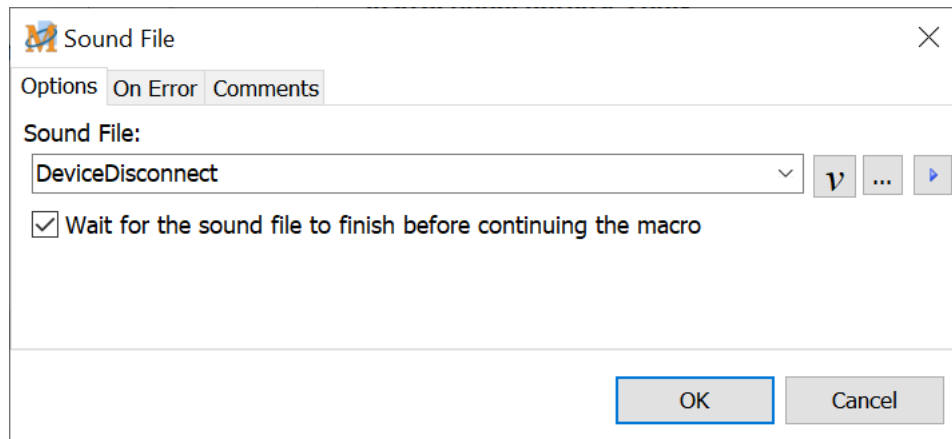 Sound File
Options On Error Comments
Sound File:
DeviceDisconnect
v ...
Wait for the sound file to finish before continuing the macro
OK Cancel